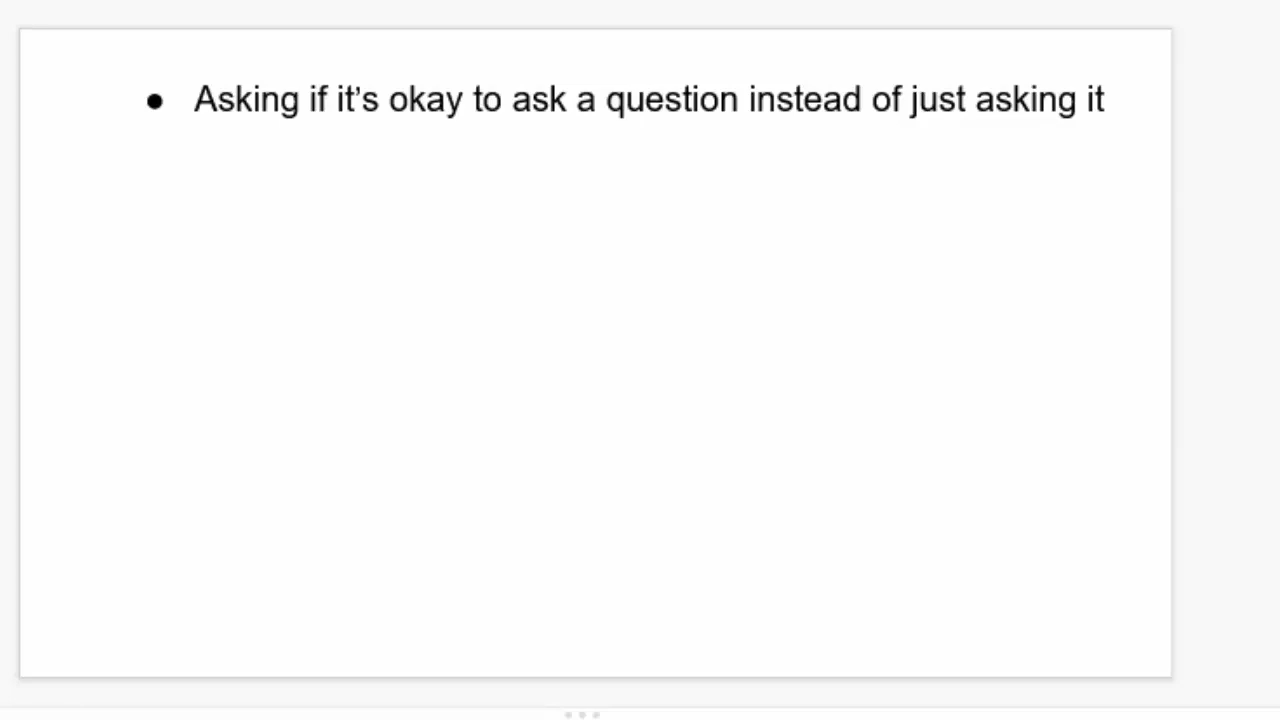 ● Asking if it’s okay to ask a question instead of just asking it